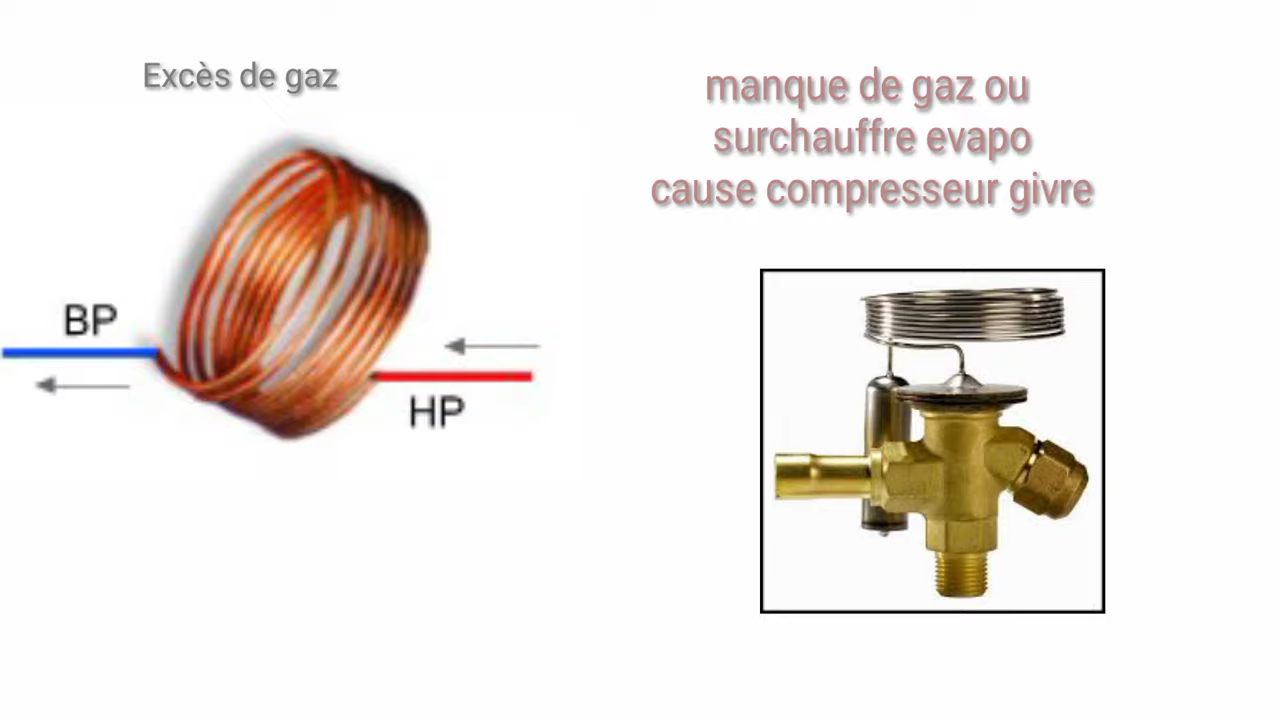 Excès de gaz
BP
HP
manque de gaz ou
surchauffre evapo
cause compresseur givre